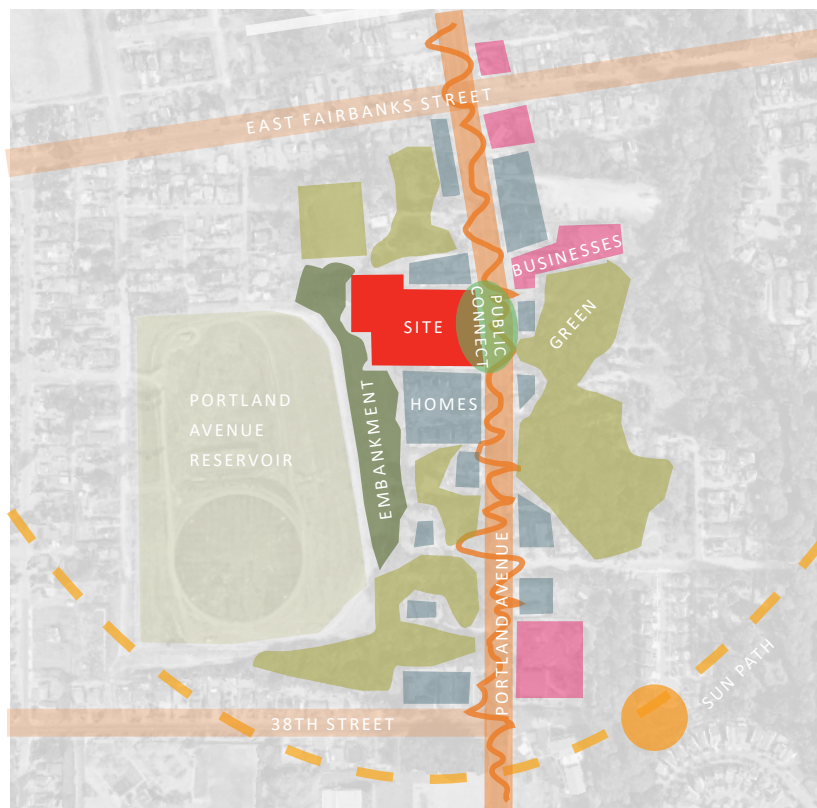 EAST FAIRBANKS STREET
BUSINESSES
PUBLIC
CONNECT
SITE
GREEN
HOMES
EMBANKMENT
PORTLAND
AVENUE
RESERVOIR
PORTLAND AVENUE
SUN PATH
38TH STREET